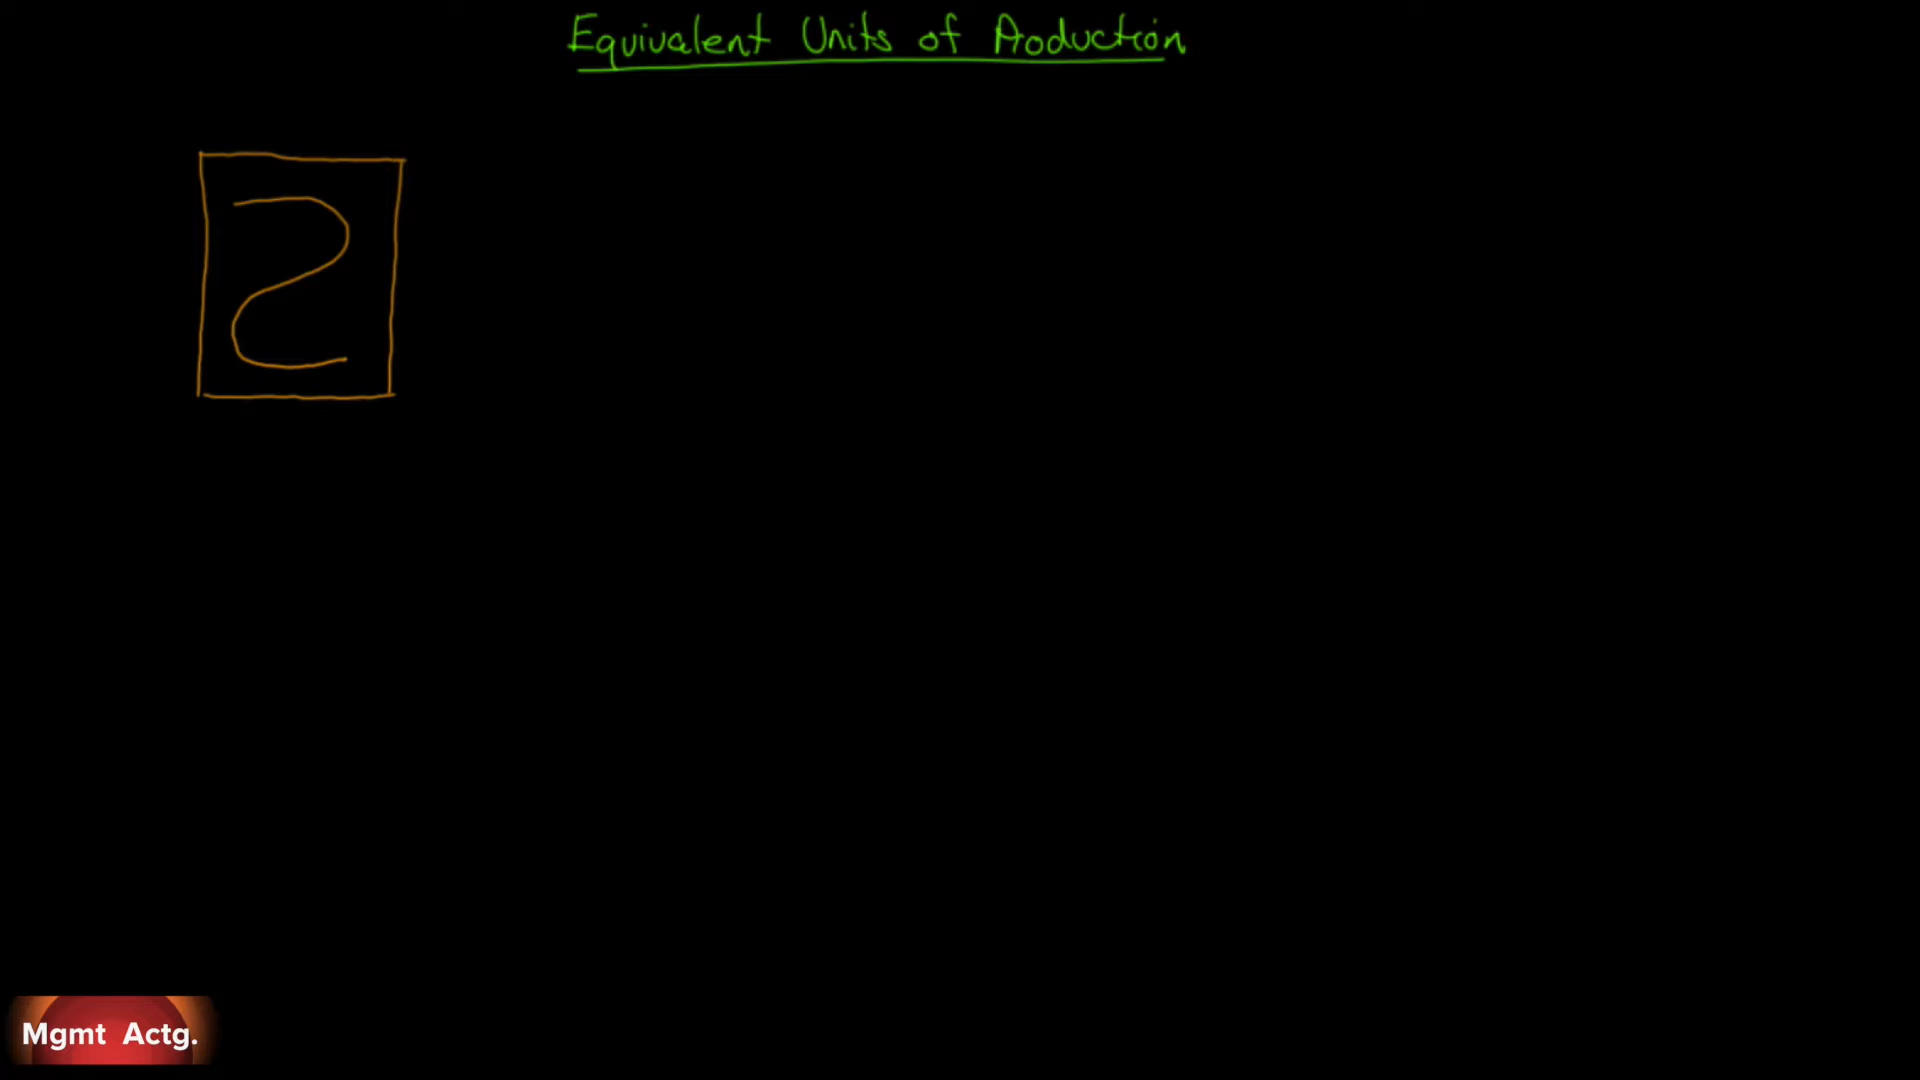 Equivalent Units of Production
2
Mgmt Actg.